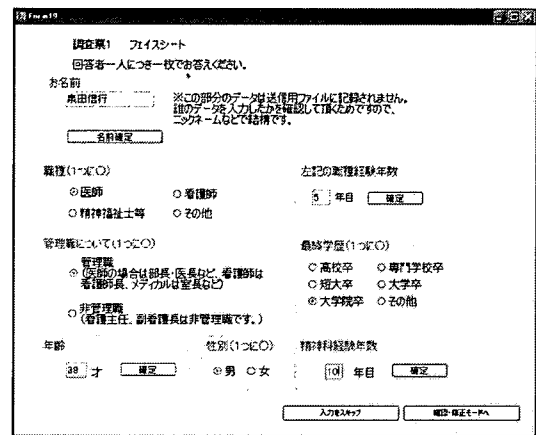 Form19
調査票1 フェイスシート
回答者一人につき一枚でお答えください。
お名前
泉田信行
※この部分のデータは送信用ファイルに記録されません。
誰のデータを入力したかを確認して頂くためですので、
ニックネームなどで結構です。
名前確定
職種(1つに○)
左記の職種経験年数
医師 看護師
5 年目 確定
精神福祉士等 その他
管理職について(1つに○)
最終学歴(1つに○)
管理職
(医師の場合は部長・医長など、看護師は
看護師長、メディカルは室長など)
高校卒 専門学校卒
短大卒 大学卒
大学院卒 その他
非管理職
(看護主任、副看護長は非管理職です。)
年齢
性別(1つに○)
精神科経験年数
38 才 確定
男 女
10 年目 確定
入力をスキップ
確認・修正モードへ